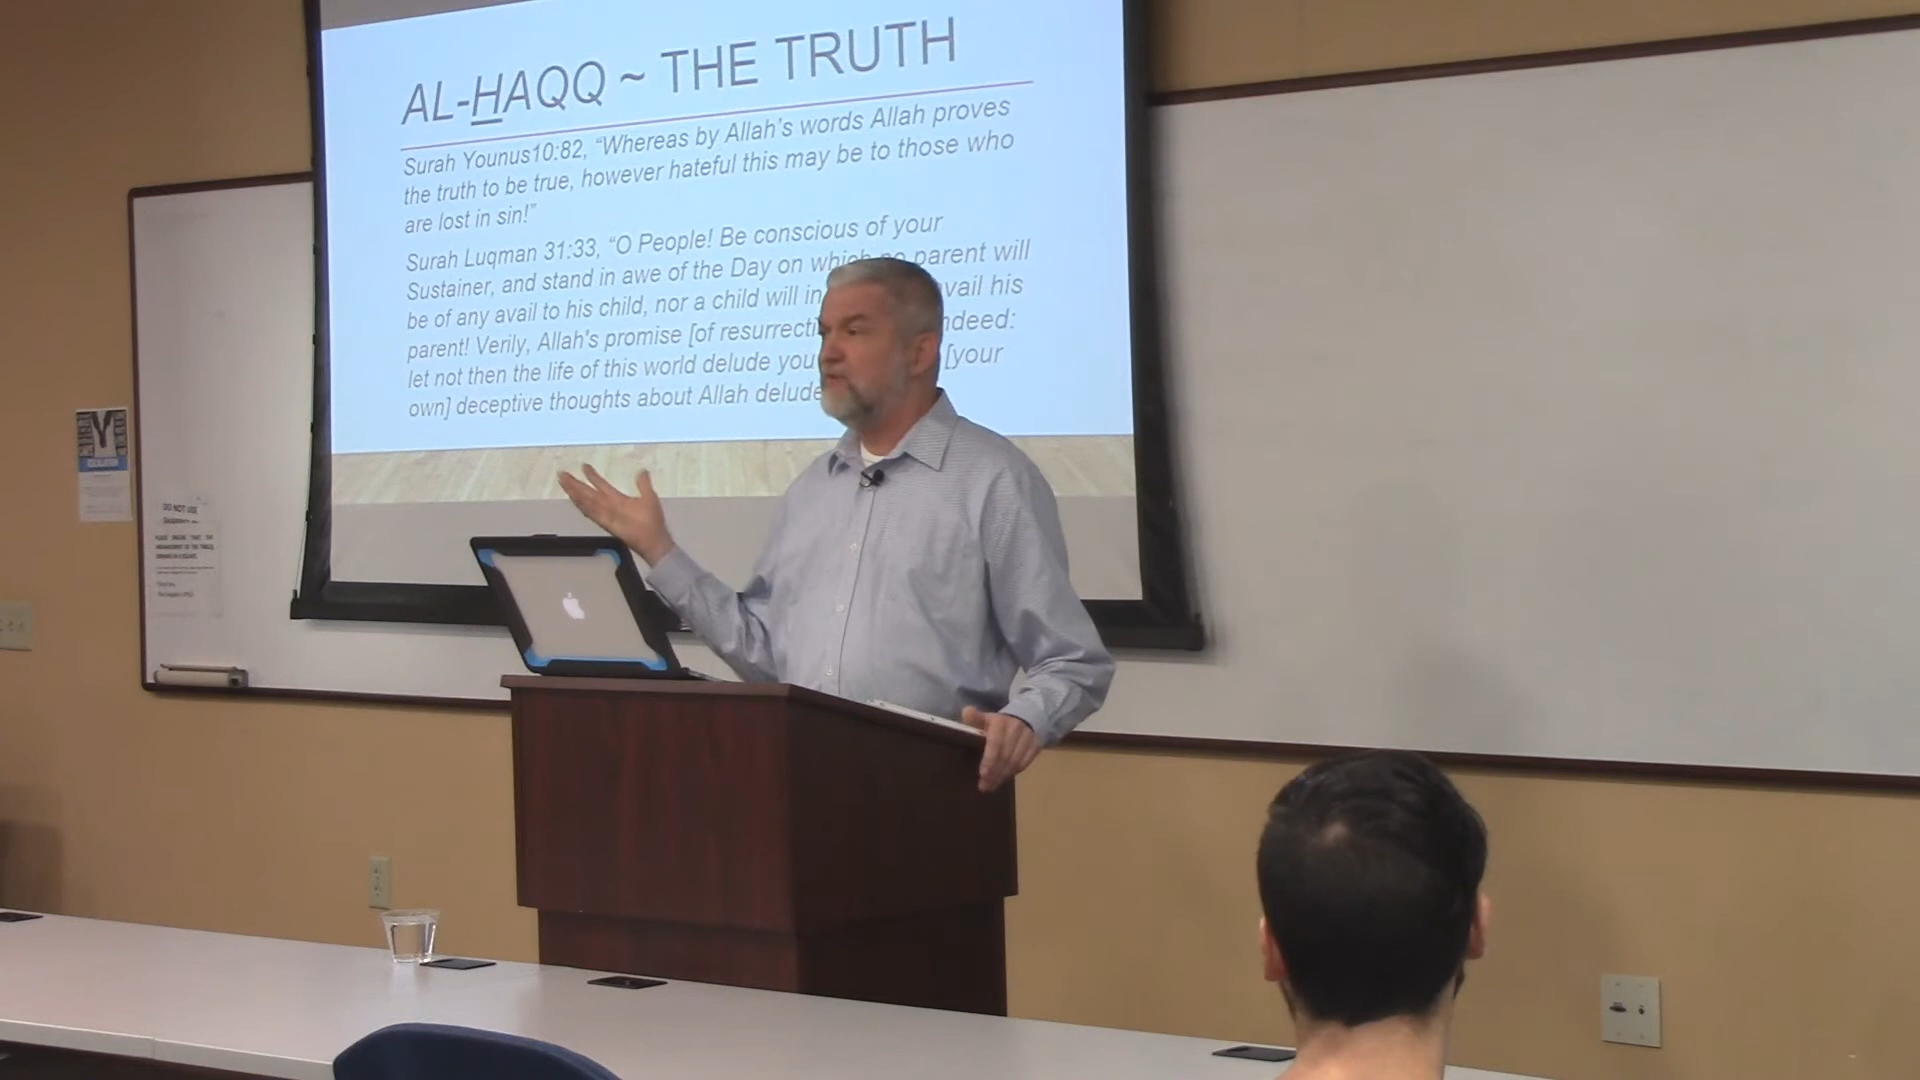 AL-HAQQ ~ THE TRUTH
Surah Younus10:82, “Whereas by Allah’s words Allah proves
the truth to be true, however hateful this may be to those who
are lost in sin!”
Surah Luqman 31:33, “O People! Be conscious of your
Sustainer, and stand in awe of the Day on which no parent will
be of any avail to his child, nor a child will in vail his
parent! Verily, Allah's promise [of resurrecti ndeed:
let not then the life of this world delude you [your
own] deceptive thoughts about Allah delude
DO NOT USE